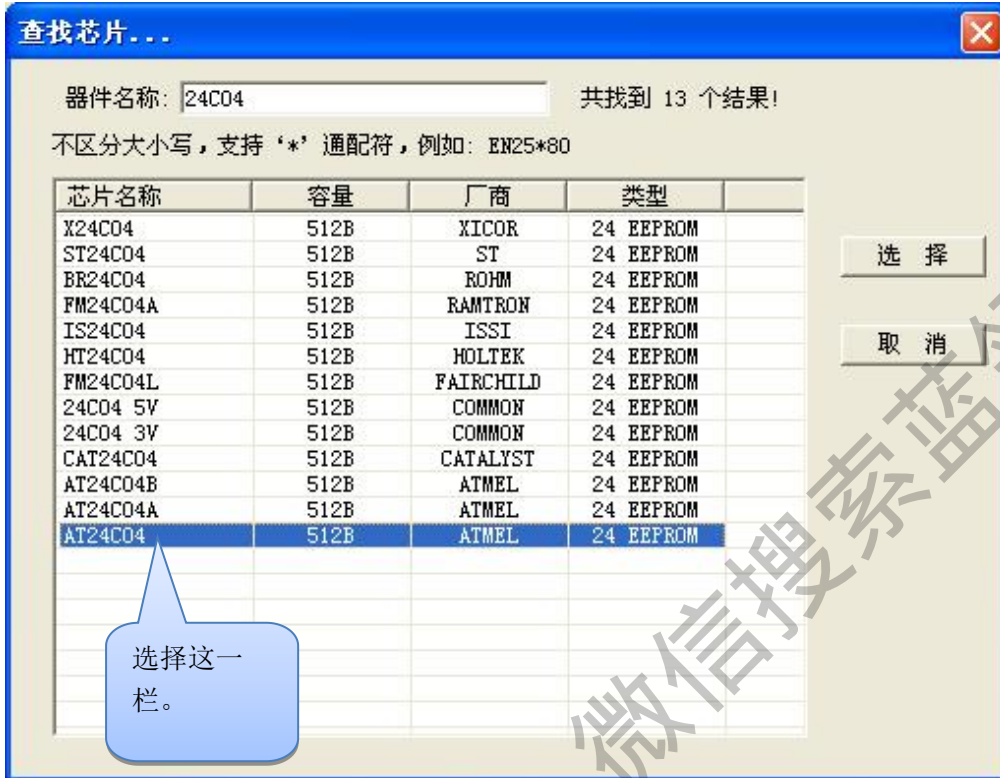 查找芯片...
器件名称: 24C04 共找到 13 个结果!
不区分大小写，支持‘*’通配符，例如: EN25*80
芯片名称 容量 厂商 类型
X24C04 512B XICOR 24 EEPROM
ST24C04 512B ST 24 EEPROM
BR24C04 512B ROHM 24 EEPROM
FM24C04A 512B RAMTRON 24 EEPROM
IS24C04 512B ISSI 24 EEPROM
HT24C04 512B HOLTEK 24 EEPROM
FM24C04L 512B FAIRCHILD 24 EEPROM
24C04 5V 512B COMMON 24 EEPROM
24C04 3V 512B COMMON 24 EEPROM
CAT24C04 512B CATALYST 24 EEPROM
AT24C04B 512B ATMEL 24 EEPROM
AT24C04A 512B ATMEL 24 EEPROM
AT24C04 512B ATMEL 24 EEPROM
选 择
取 消
选择这一
栏。
微信搜索蓝